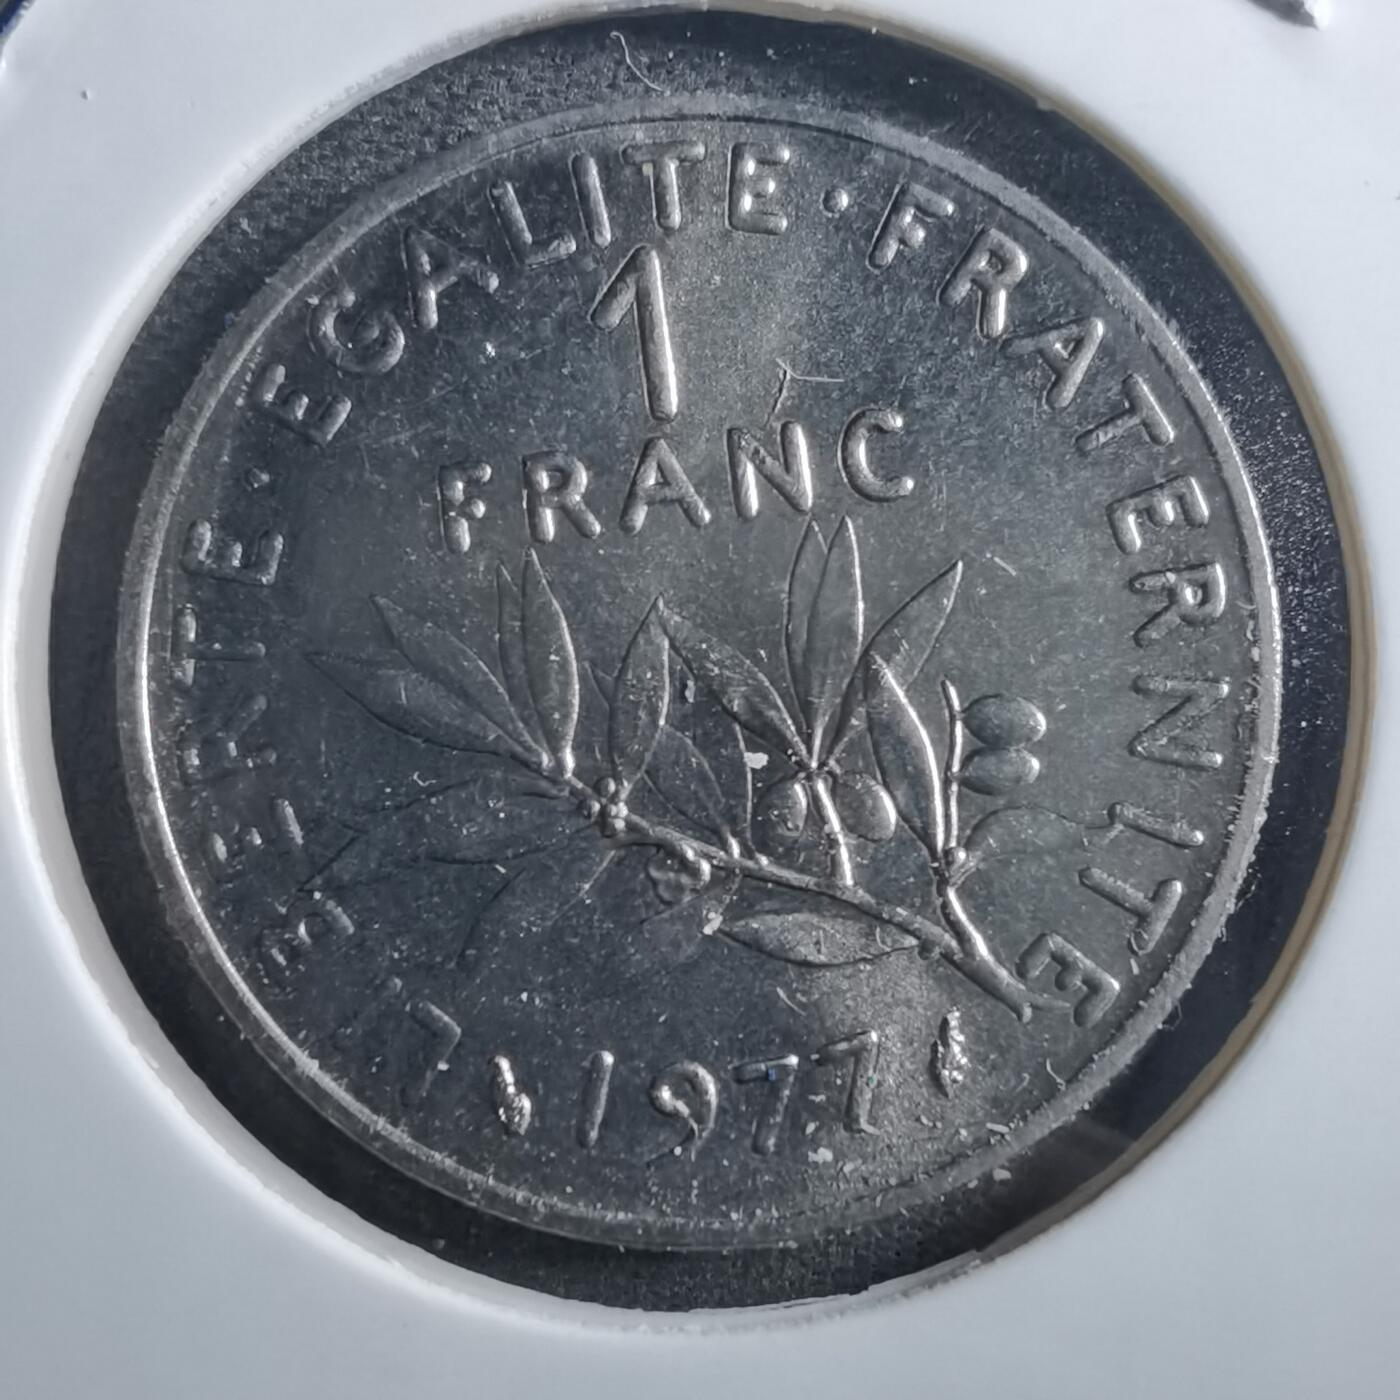 LIBERTE · EGALITE · FRATERNITE
1
FRANC
1977